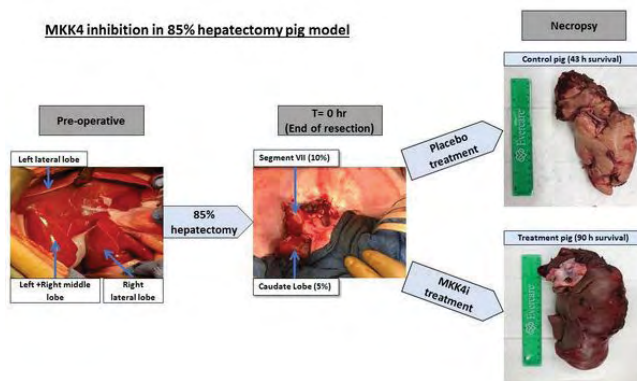 MKK4 inhibition in 85% hepatectomy pig model
Necropsy
Control pig (43 h survival)
Evercare
Pre-operative
T= 0 hr
(End of resection)
Placebo
treatment
Left lateral lobe
Segment VII (10%)
85%
hepatectomy
Left +Right middle
lobe
Right
lateral lobe
Caudate Lobe (5%)
MKK4i
treatment
Treatment pig (90 h survival)
Evercare